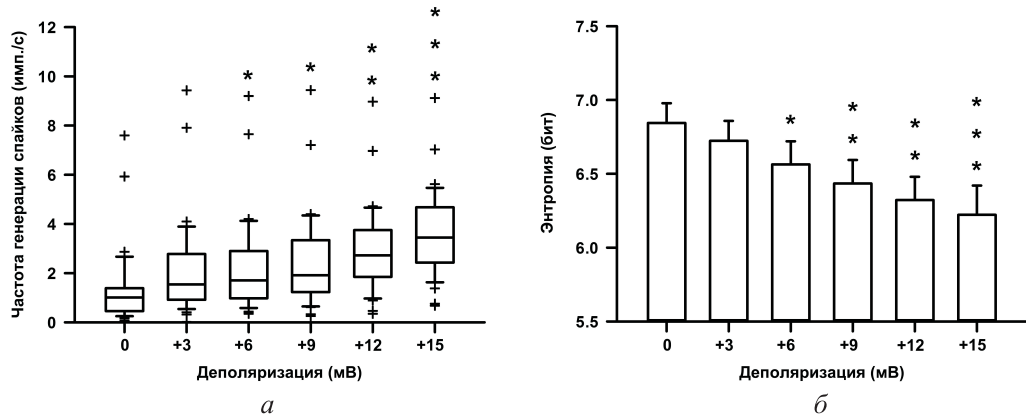 Частота генерации спайков (имп./с)
12
10
8
6
4
2
0
* * * * * * * *
0 +3 +6 +9 +12 +15
Деполяризация (мВ)
а
Энтропия (бит)
7.5
7.0
6.5
6.0
5.5
* * * * * * * *
0 +3 +6 +9 +12 +15
Деполяризация (мВ)
б